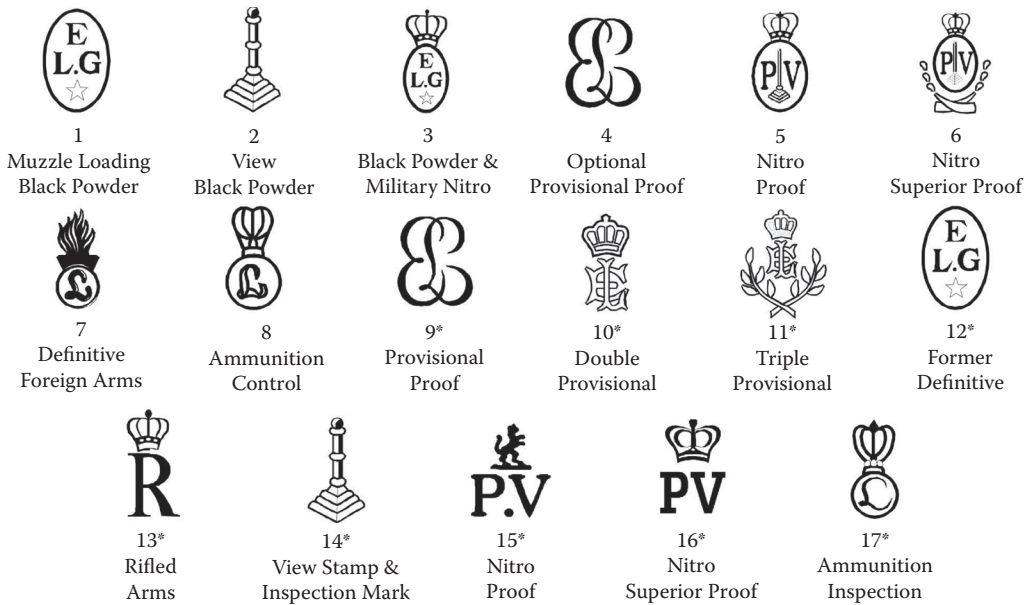 E
L.G
E
L.G
P V
P V
1
Muzzle Loading
Black Powder
2
View
Black Powder
3
Black Powder &
Military Nitro
4
Optional
Provisional Proof
5
Nitro
Proof
6
Nitro
Superior Proof
L
L
E
L.G
7
Definitive
Foreign Arms
8
Ammunition
Control
9*
Provisional
Proof
10*
Double
Provisional
11*
Triple
Provisional
12*
Former
Definitive
R
P.V
PV
L
13*
Rifled
Arms
14*
View Stamp &
Inspection Mark
15*
Nitro
Proof
16*
Nitro
Superior Proof
17*
Ammunition
Inspection